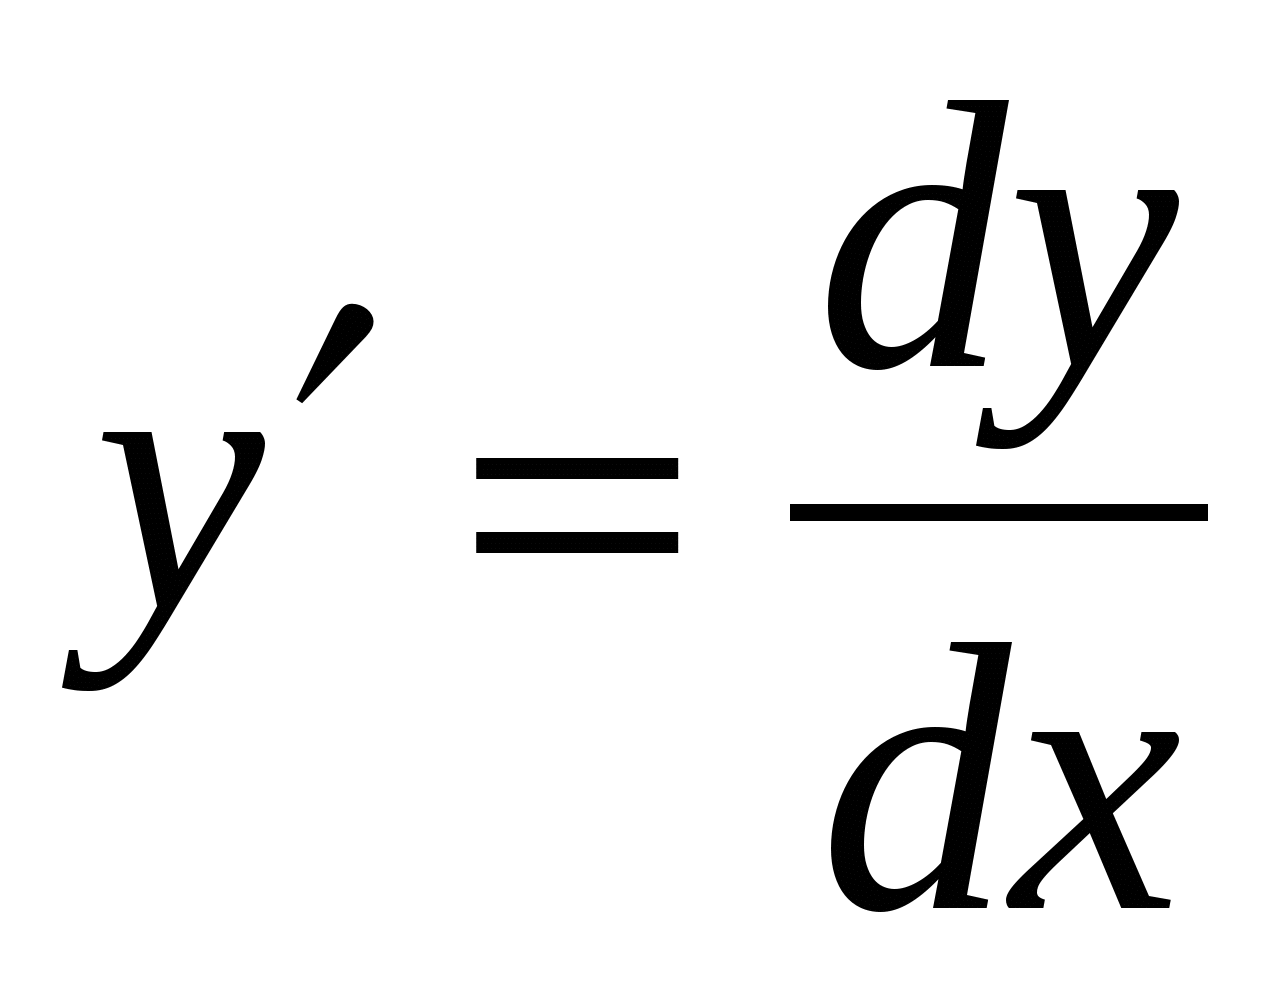 y′ = dy/dx